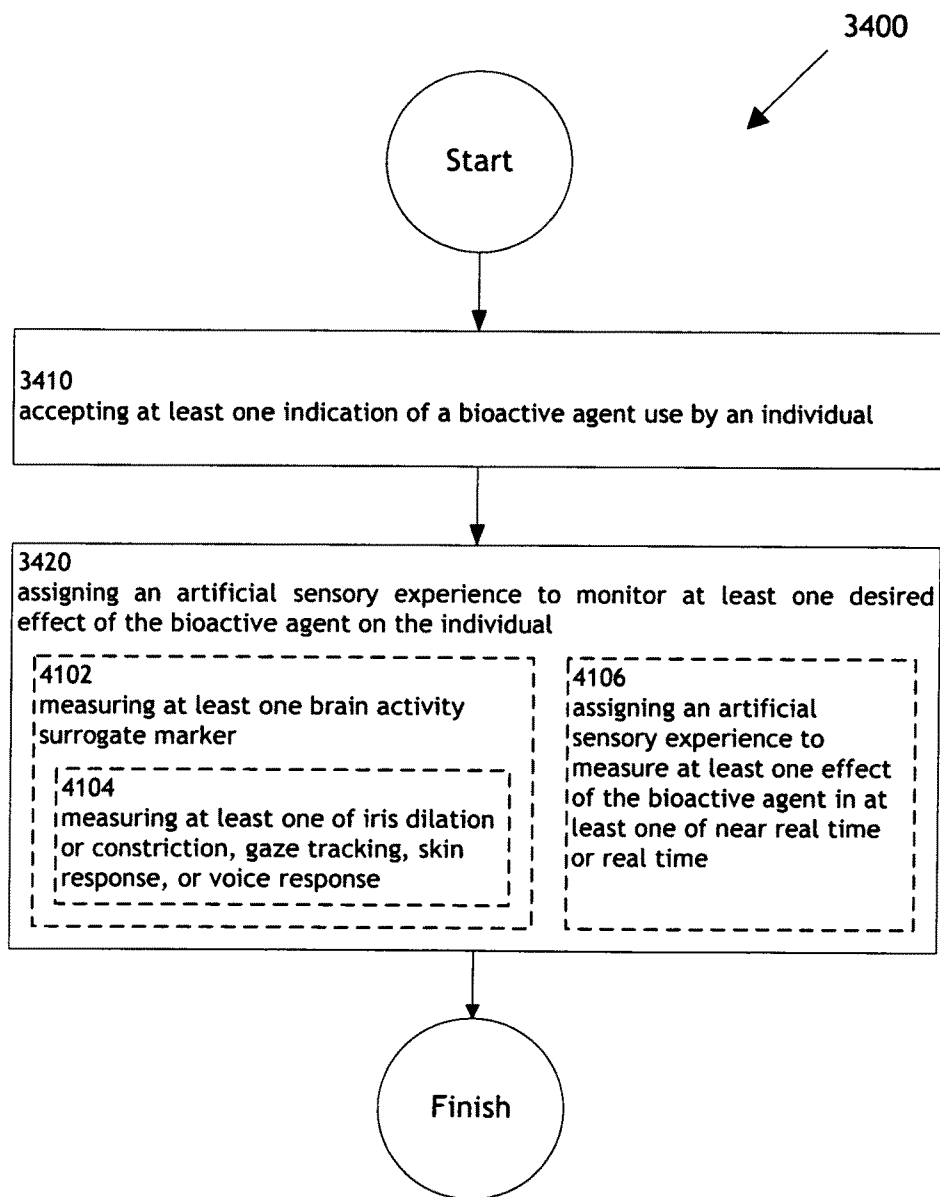 3400
Start
3410
accepting at least one indication of a bioactive agent use by an individual
3420
assigning an artificial sensory experience to monitor at least one desired
effect of the bioactive agent on the individual
4102
measuring at least one brain activity
surrogate marker
4104
measuring at least one of iris dilation
or constriction, gaze tracking, skin
response, or voice response
4106
assigning an artificial
sensory experience to
measure at least one effect
of the bioactive agent in at
least one of near real time
or real time
Finish